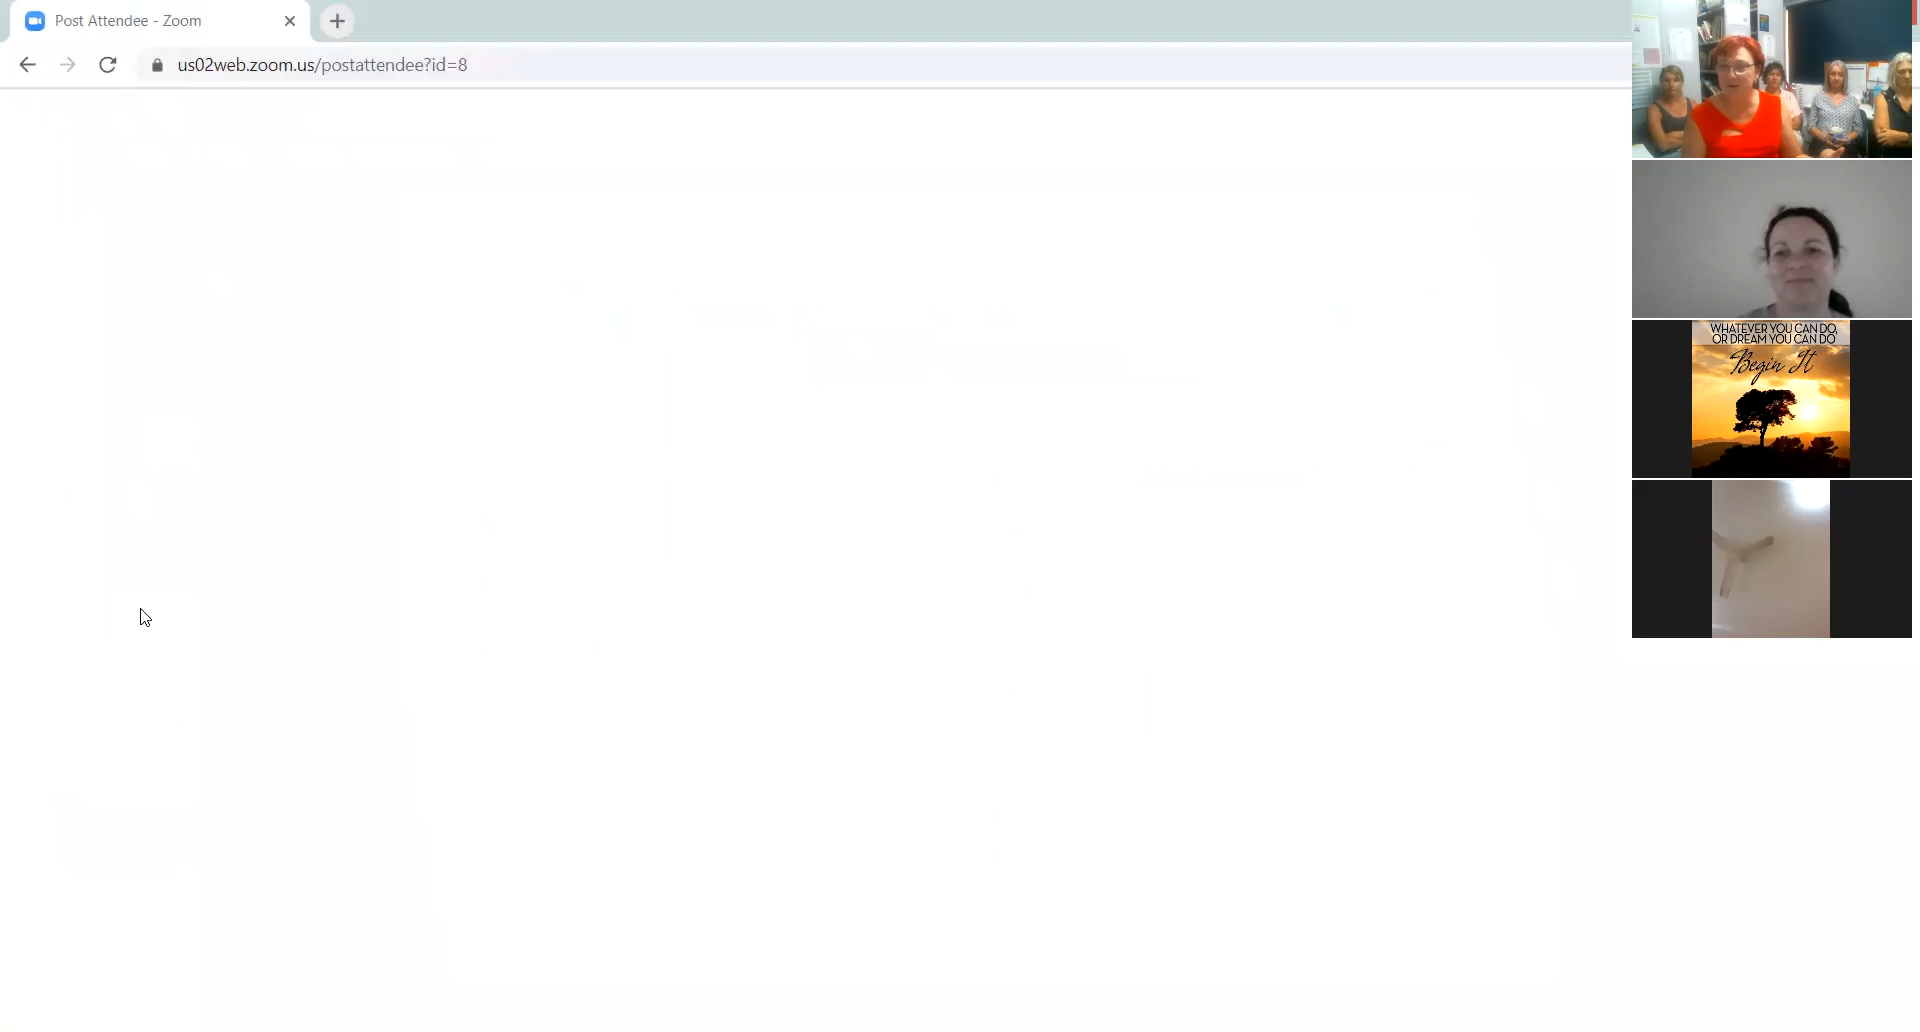 Post Attendee - Zoom
us02web.zoom.us/postattendee?id=8
WHATEVER YOU CAN DO,
OR DREAM YOU CAN DO
Begin It